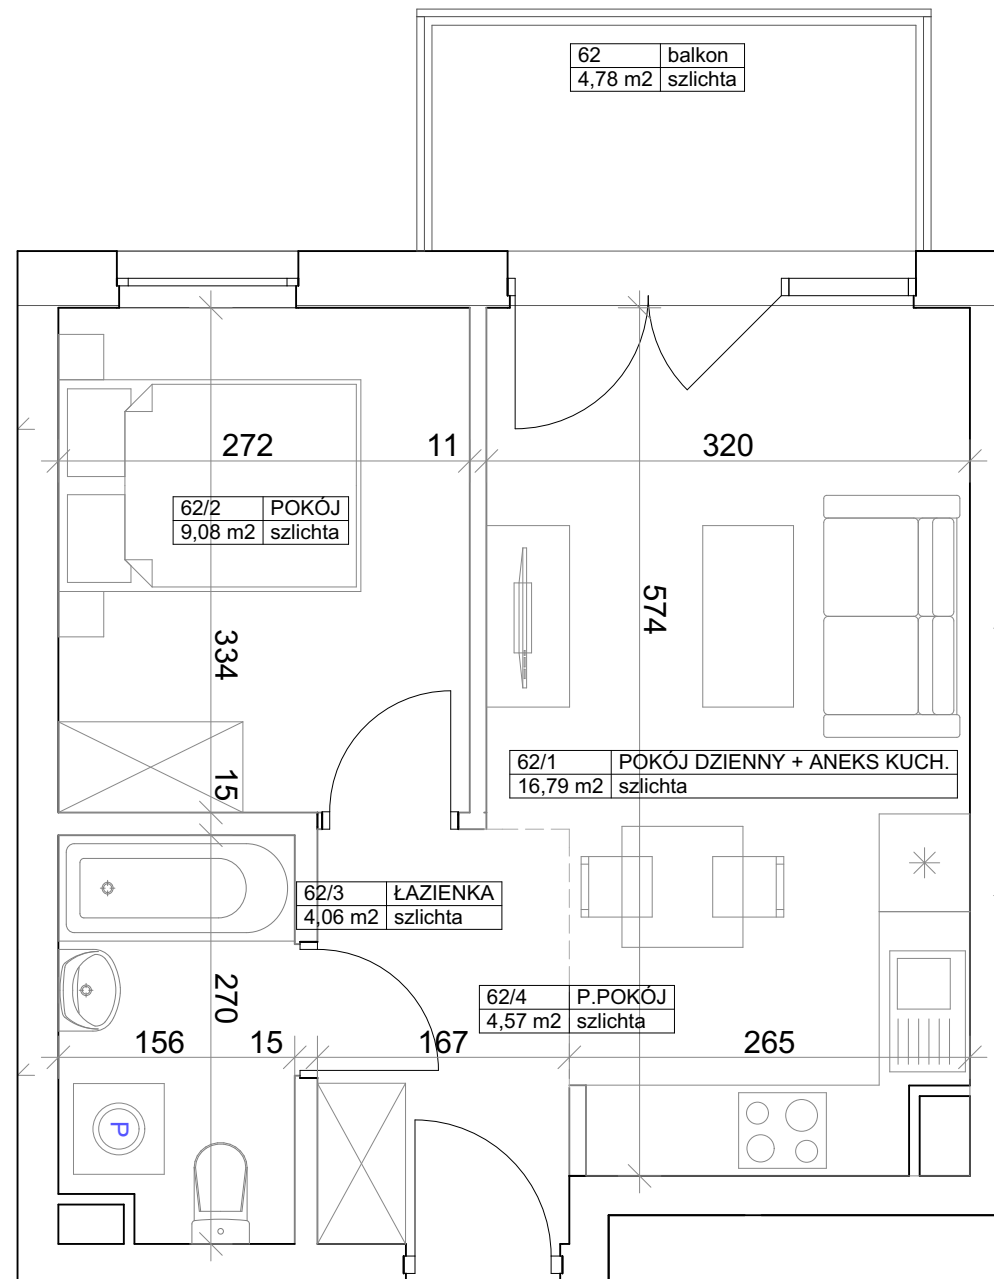 62 balkon
4,78 m2 szlichta
272 11 320
62/2 POKÓJ
9,08 m2 szlichta
574
334
62/1 POKÓJ DZIENNY + ANEKS KUCH.
16,79 m2 szlichta
15
62/3 ŁAZIENKA
4,06 m2 szlichta
270
62/4 P.POKÓJ
4,57 m2 szlichta
156 15 167 265
P